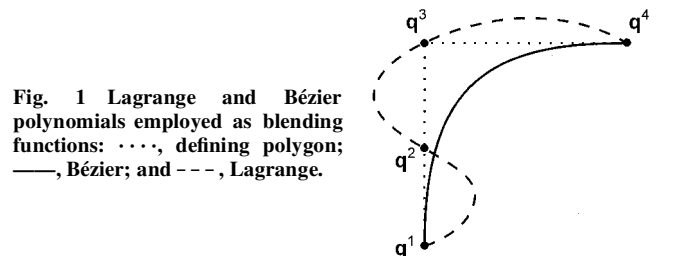 Fig. 1 Lagrange and Bézier
polynomials employed as blending
functions: ····, defining polygon;
——, Bézier; and – – –, Lagrange.
q³
q⁴
q²
q¹